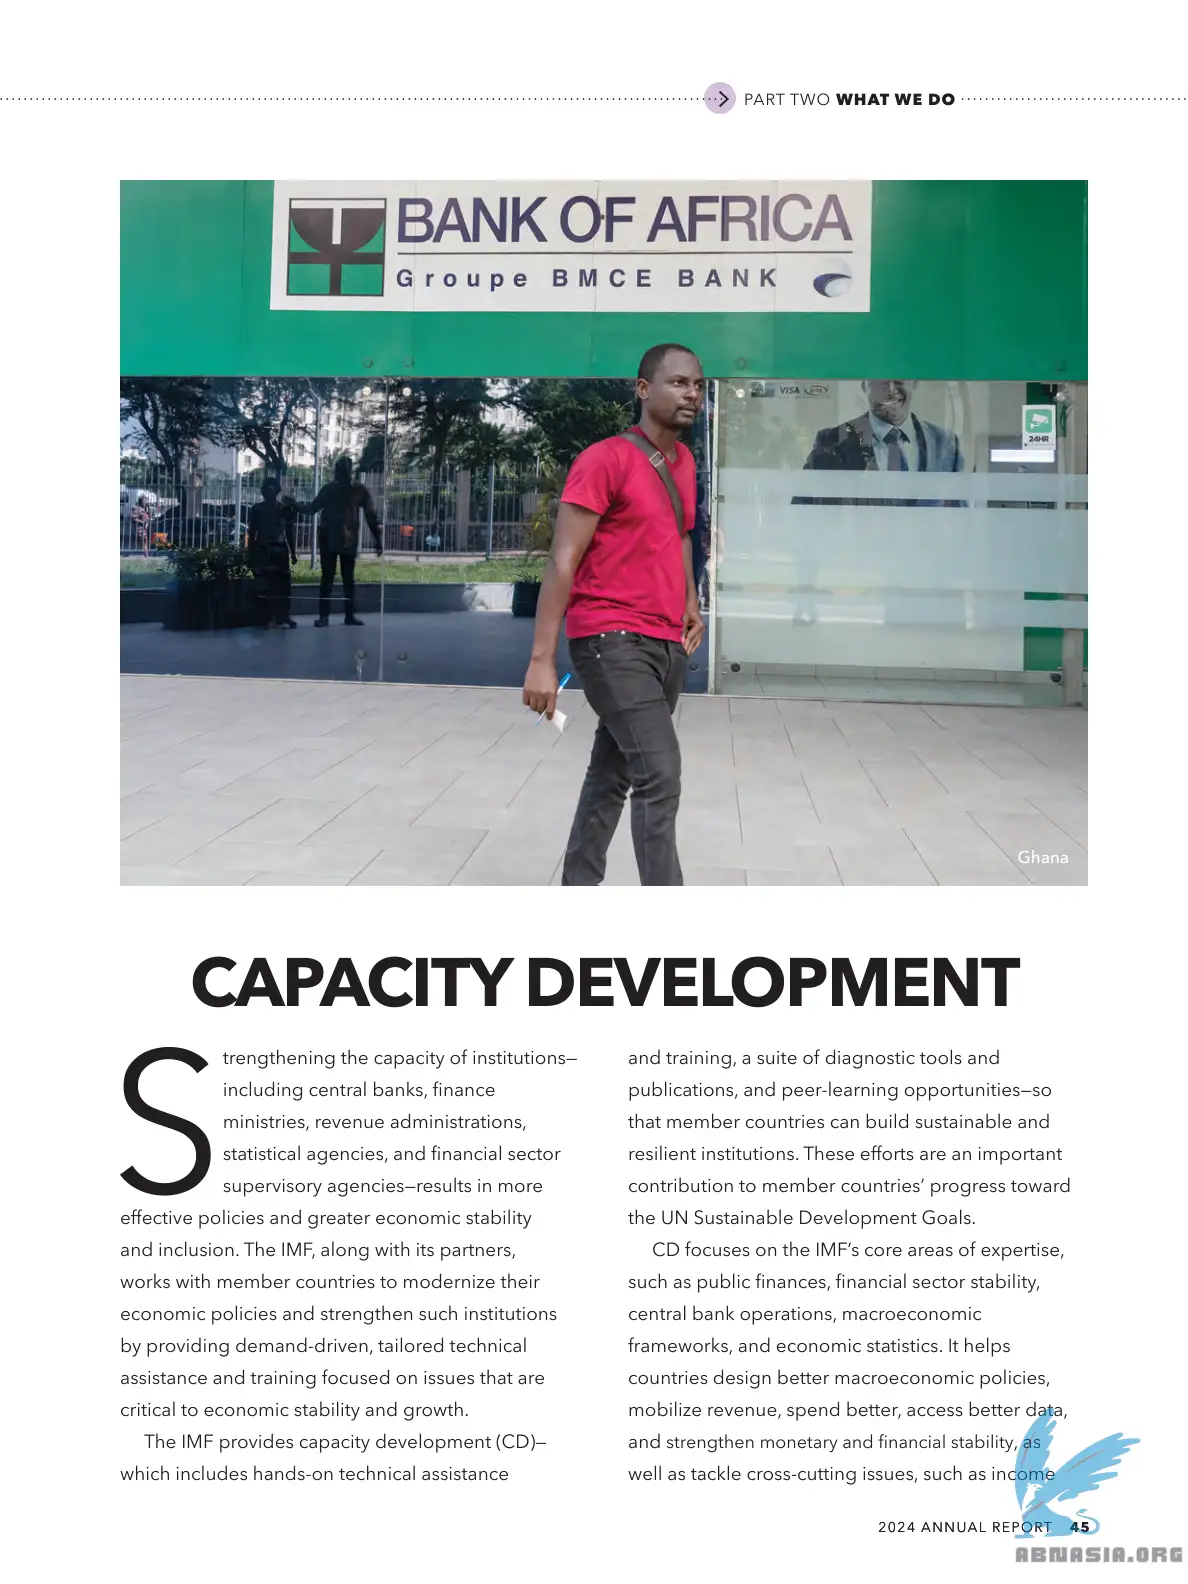 PART TWO WHAT WE DO
BANK OF AFRICA
Groupe BMCE BANK
VISA
24HR
Ghana
CAPACITY DEVELOPMENT
Strengthening the capacity of institutions—
including central banks, finance
ministries, revenue administrations,
statistical agencies, and financial sector
supervisory agencies—results in more
effective policies and greater economic stability
and inclusion. The IMF, along with its partners,
works with member countries to modernize their
economic policies and strengthen such institutions
by providing demand-driven, tailored technical
assistance and training focused on issues that are
critical to economic stability and growth.
The IMF provides capacity development (CD)—
which includes hands-on technical assistance
and training, a suite of diagnostic tools and
publications, and peer-learning opportunities—so
that member countries can build sustainable and
resilient institutions. These efforts are an important
contribution to member countries’ progress toward
the UN Sustainable Development Goals.
CD focuses on the IMF’s core areas of expertise,
such as public finances, financial sector stability,
central bank operations, macroeconomic
frameworks, and economic statistics. It helps
countries design better macroeconomic policies,
mobilize revenue, spend better, access better data,
and strengthen monetary and financial stability, as
well as tackle cross-cutting issues, such as income
2024 ANNUAL REPORT 45
ABNASIA.ORG